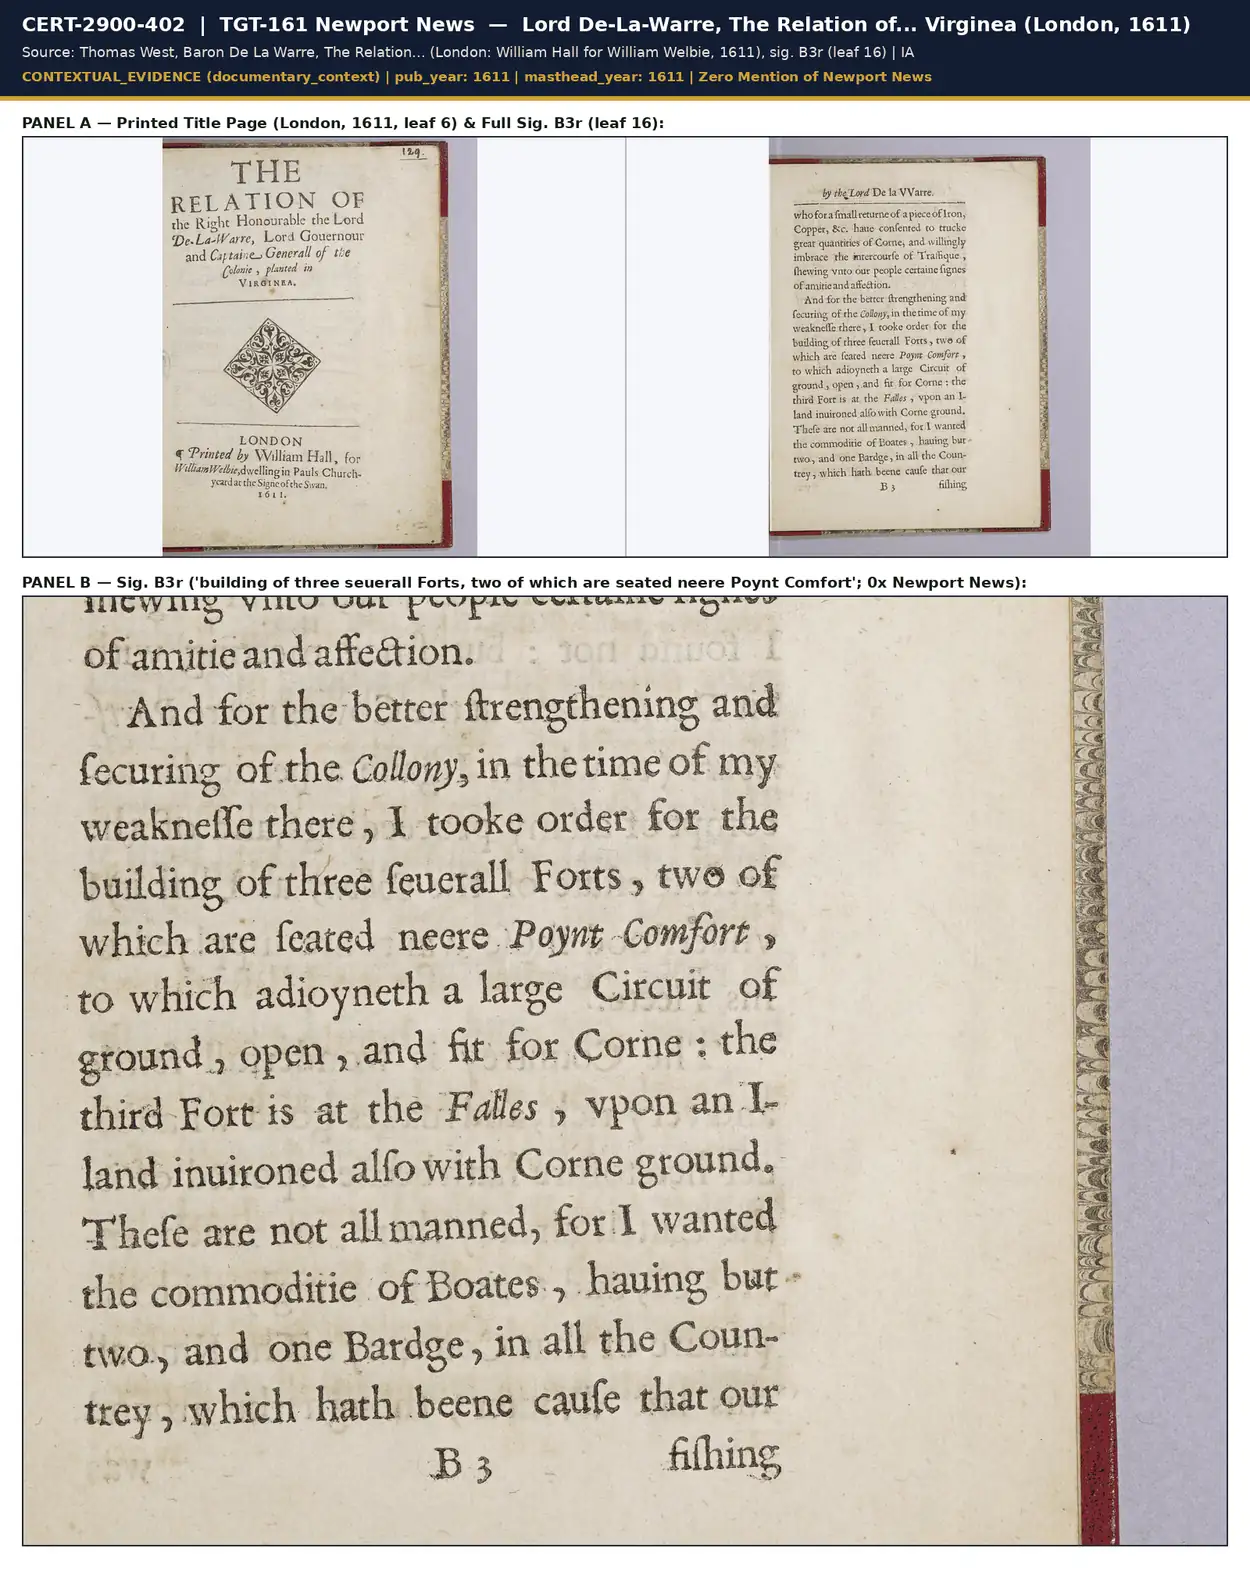 CERT-2900-402 | TGT-161 Newport News — Lord De-La-Warre, The Relation of... Virginea (London, 1611)
Source: Thomas West, Baron De La Warre, The Relation... (London: William Hall for William Welbie, 1611), sig. B3r (leaf 16) | IA
CONTEXTUAL_EVIDENCE (documentary_context) | pub_year: 1611 | masthead_year: 1611 | Zero Mention of Newport News
PANEL A — Printed Title Page (London, 1611, leaf 6) & Full Sig. B3r (leaf 16):
129.
THE
RELATION OF
the Right Honourable the Lord
De-La-Warre, Lord Gouernour
and Captaine Generall of the
Colonie, planted in
VIRGINEA.
LONDON
¶ Printed by William Hall, for
William Welbie, dwelling in Pauls Church-
yeard at the Signe of the Swan.
1611.
by the Lord De la VVarre.
who for a ſmall returne of a piece of Iron,
Copper, &c. haue conſented to trucke
great quantities of Corne, and willingly
imbrace the intercourſe of Traffique,
ſhewing vnto our people certaine ſignes
of amitie and affection.
And for the better ſtrengthening and
ſecuring of the Collony, in the time of my
weakneſſe there, I tooke order for the
building of three ſeuerall Forts, two of
which are ſeated neere Poynt Comfort,
to which adioyneth a large Circuit of
ground, open, and fit for Corne: the
third Fort is at the Falles, vpon an I-
land inuironed alſo with Corne ground.
Theſe are not all manned, for I wanted
the commoditie of Boates, hauing but
two, and one Bardge, in all the Coun-
trey, which hath beene cauſe that our
B 3 fiſhing
PANEL B — Sig. B3r ('building of three seuerall Forts, two of which are seated neere Poynt Comfort'; 0x Newport News):
ſhewing vnto our people certaine ſignes
of amitie and affection.
And for the better ſtrengthening and
ſecuring of the Collony, in the time of my
weakneſſe there, I tooke order for the
building of three ſeuerall Forts, two of
which are ſeated neere Poynt Comfort,
to which adioyneth a large Circuit of
ground, open, and fit for Corne: the
third Fort is at the Falles, vpon an I-
land inuironed alſo with Corne ground.
Theſe are not all manned, for I wanted
the commoditie of Boates, hauing but
two, and one Bardge, in all the Coun-
trey, which hath beene cauſe that our
B 3 fiſhing